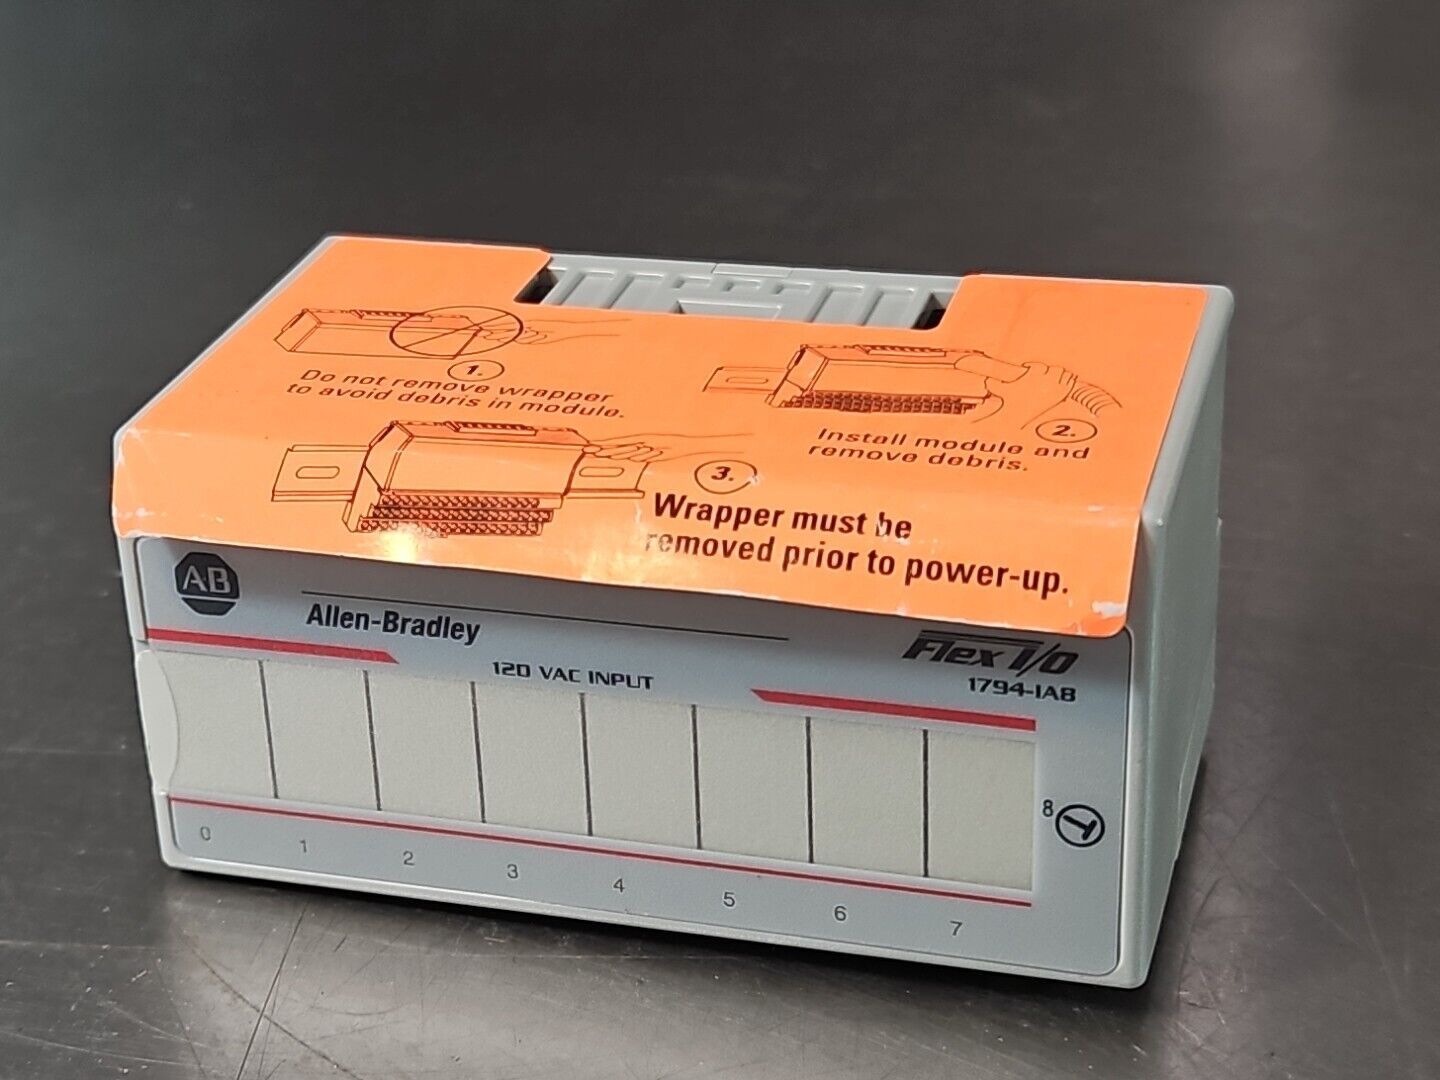 1.
Do not remove wrapper
to avoid debris in module.
2.
Install module and
remove debris.
3.
Wrapper must be
removed prior to power-up.
AB
Allen-Bradley
Flex I/O
120 VAC INPUT
1794-IA8
8
0 1 2 3 4 5 6 7